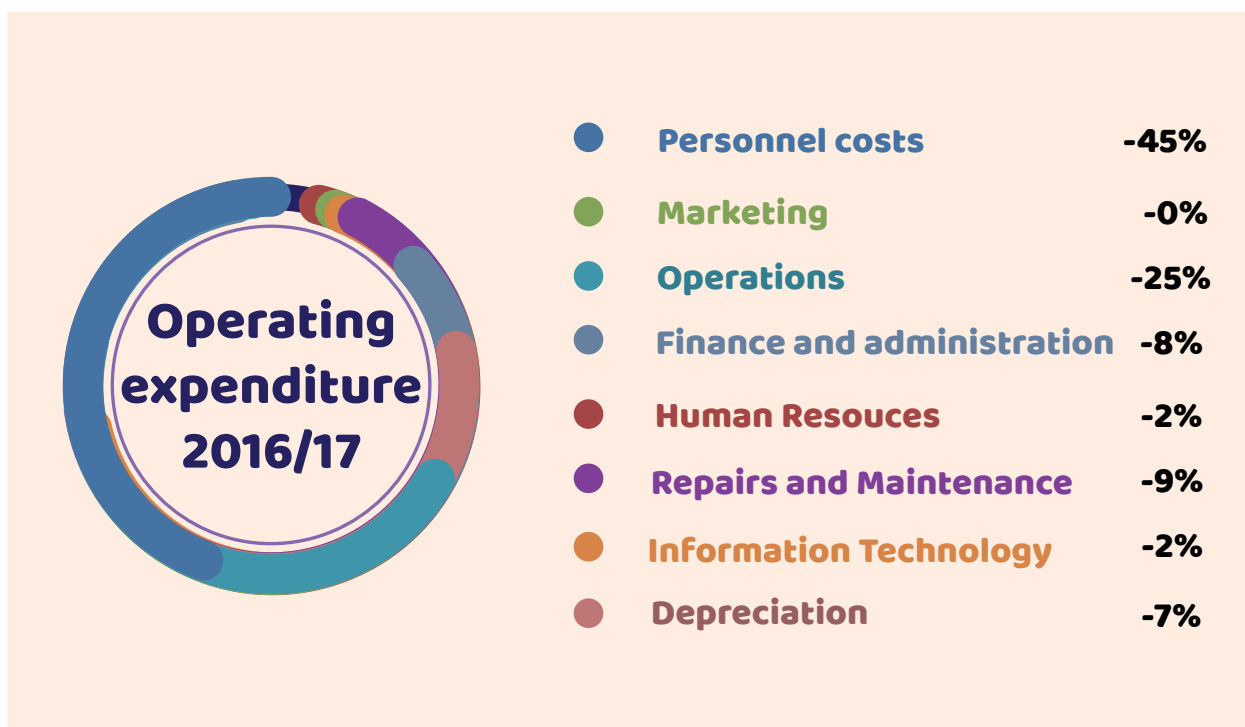 Operating
expenditure
2016/17
Personnel costs -45%
Marketing -0%
Operations -25%
Finance and administration -8%
Human Resouces -2%
Repairs and Maintenance -9%
Information Technology -2%
Depreciation -7%